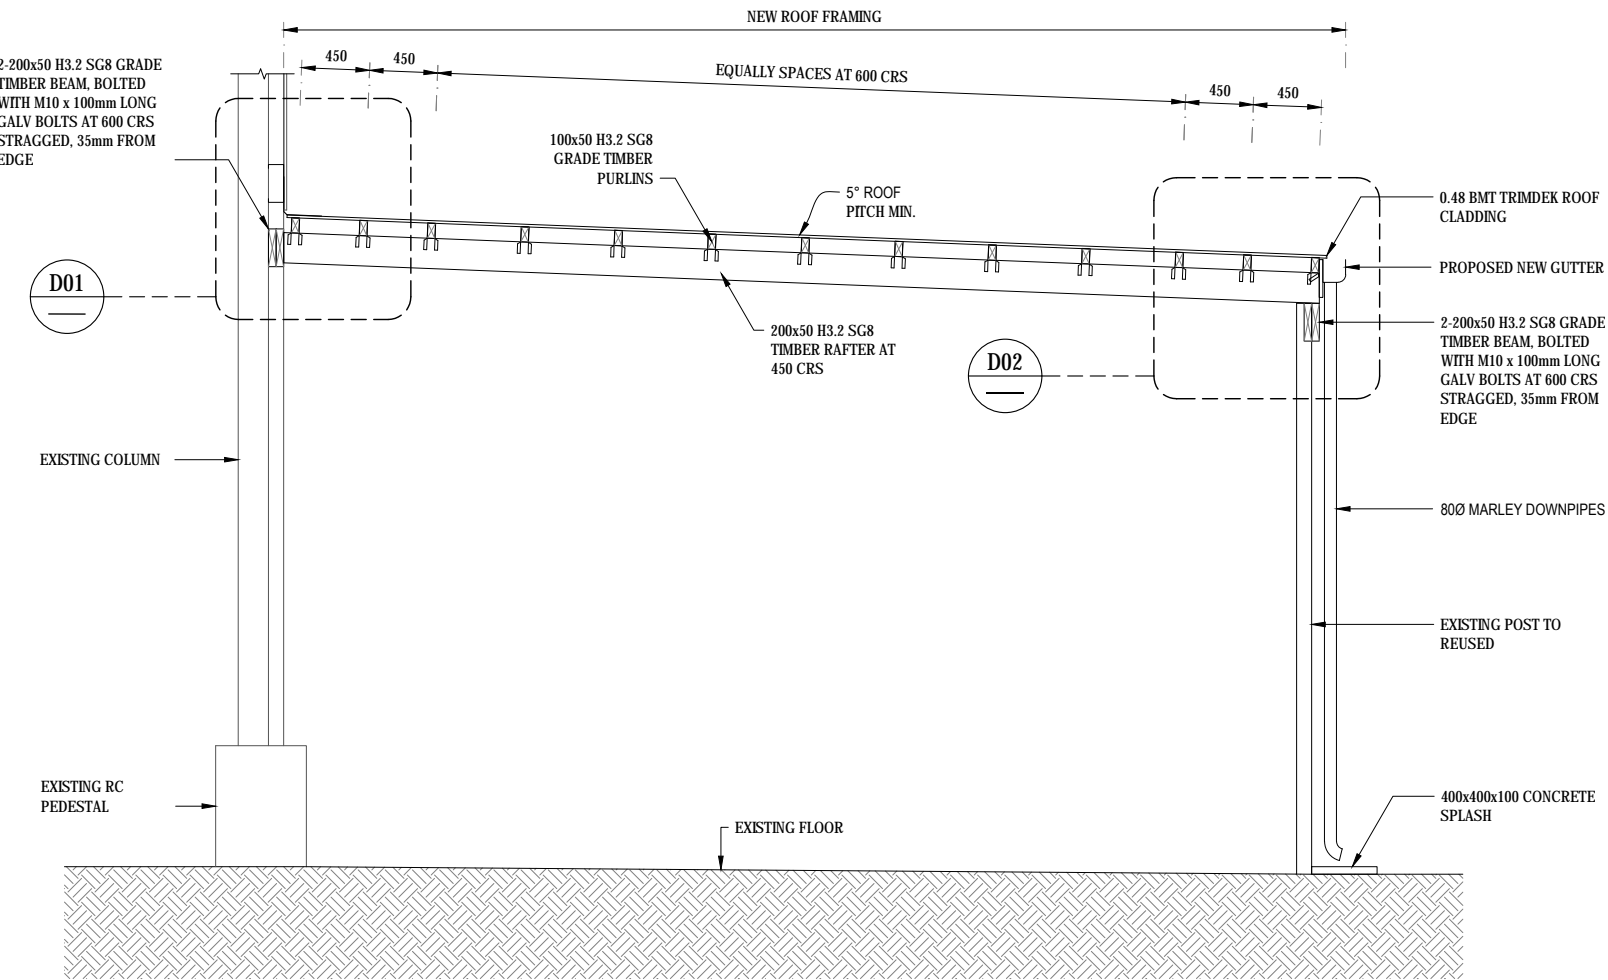 NEW ROOF FRAMING
450
450
EQUALLY SPACES AT 600 CRS
450
450
2-200x50 H3.2 SG8 GRADE
TIMBER BEAM, BOLTED
WITH M10 x 100mm LONG
GALV BOLTS AT 600 CRS
STRAGGED, 35mm FROM
EDGE
100x50 H3.2 SG8
GRADE TIMBER
PURLINS
5° ROOF
PITCH MIN.
0.48 BMT TRIMDEK ROOF
CLADDING
PROPOSED NEW GUTTER
D01
200x50 H3.2 SG8
TIMBER RAFTER AT
450 CRS
D02
2-200x50 H3.2 SG8 GRADE
TIMBER BEAM, BOLTED
WITH M10 x 100mm LONG
GALV BOLTS AT 600 CRS
STRAGGED, 35mm FROM
EDGE
EXISTING COLUMN
80Ø MARLEY DOWNPIPES
EXISTING POST TO
REUSED
EXISTING RC
PEDESTAL
EXISTING FLOOR
400x400x100 CONCRETE
SPLASH